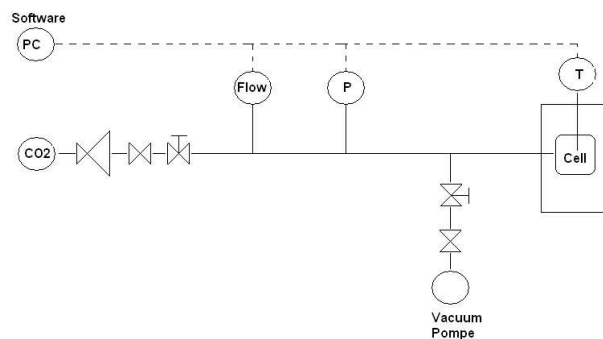 Software
PC
Flow
P
T
CO2
Cell
Vacuum
Pompe